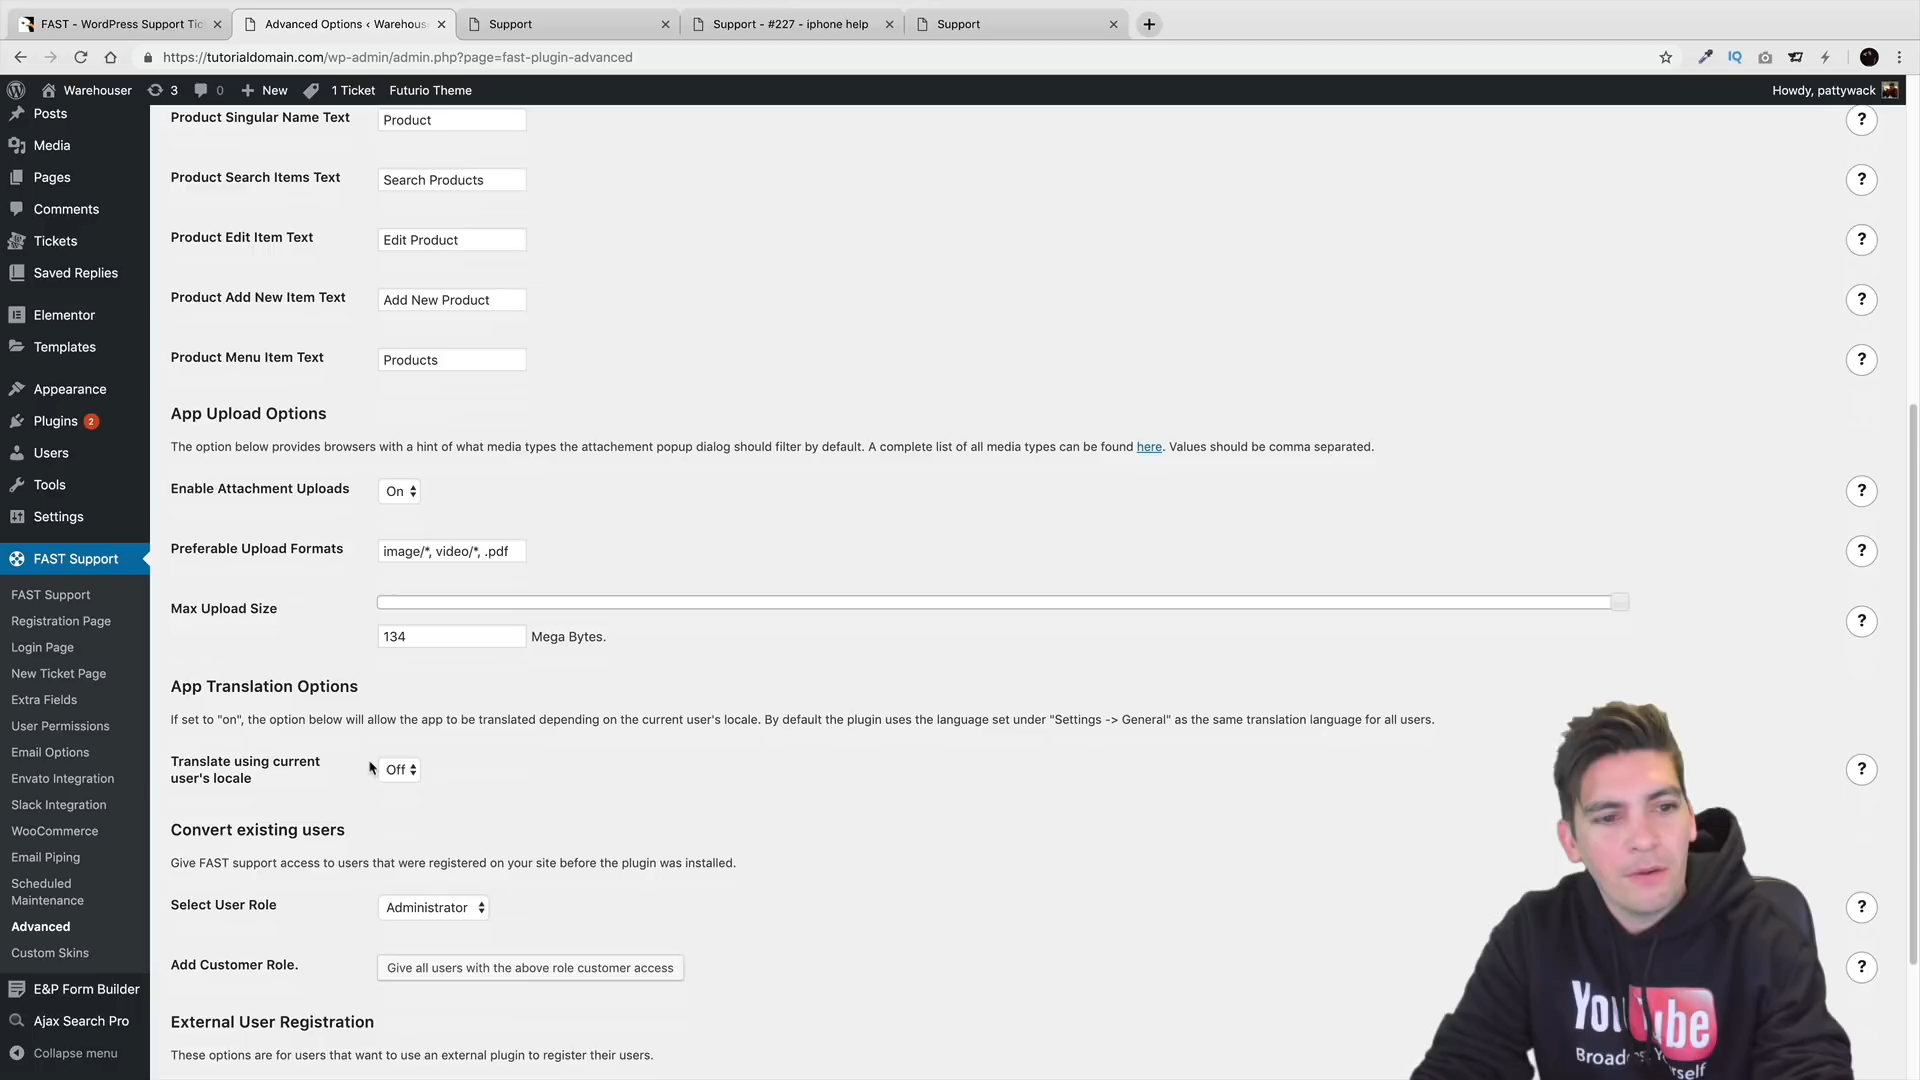 FAST - WordPress Support Tic
Advanced Options ‹ Warehous
Support
Support - #227 - iphone help
Support
https://tutorialdomain.com/wp-admin/admin.php?page=fast-plugin-advanced
IQ
Warehouser
3
0
New
1 Ticket
Futurio Theme
Howdy, pattywack
Posts
Media
Pages
Comments
Tickets
Saved Replies
Elementor
Templates
Appearance
Plugins 2
Users
Tools
Settings
FAST Support
FAST Support
Registration Page
Login Page
New Ticket Page
Extra Fields
User Permissions
Email Options
Envato Integration
Slack Integration
WooCommerce
Email Piping
Scheduled
Maintenance
Advanced
Custom Skins
E&P Form Builder
Ajax Search Pro
Collapse menu
Product Singular Name Text Product ?
Product Search Items Text Search Products ?
Product Edit Item Text Edit Product ?
Product Add New Item Text Add New Product ?
Product Menu Item Text Products ?
App Upload Options
The option below provides browsers with a hint of what media types the attachement popup dialog should filter by default. A complete list of all media types can be found here. Values should be comma separated.
Enable Attachment Uploads On ?
Preferable Upload Formats image/*, video/*, .pdf ?
Max Upload Size ?
134 Mega Bytes.
App Translation Options
If set to "on", the option below will allow the app to be translated depending on the current user's locale. By default the plugin uses the language set under "Settings -> General" as the same translation language for all users.
Translate using current
user's locale Off ?
Convert existing users
Give FAST support access to users that were registered on your site before the plugin was installed.
Select User Role Administrator ?
Add Customer Role. Give all users with the above role customer access ?
External User Registration
These options are for users that want to use an external plugin to register their users.